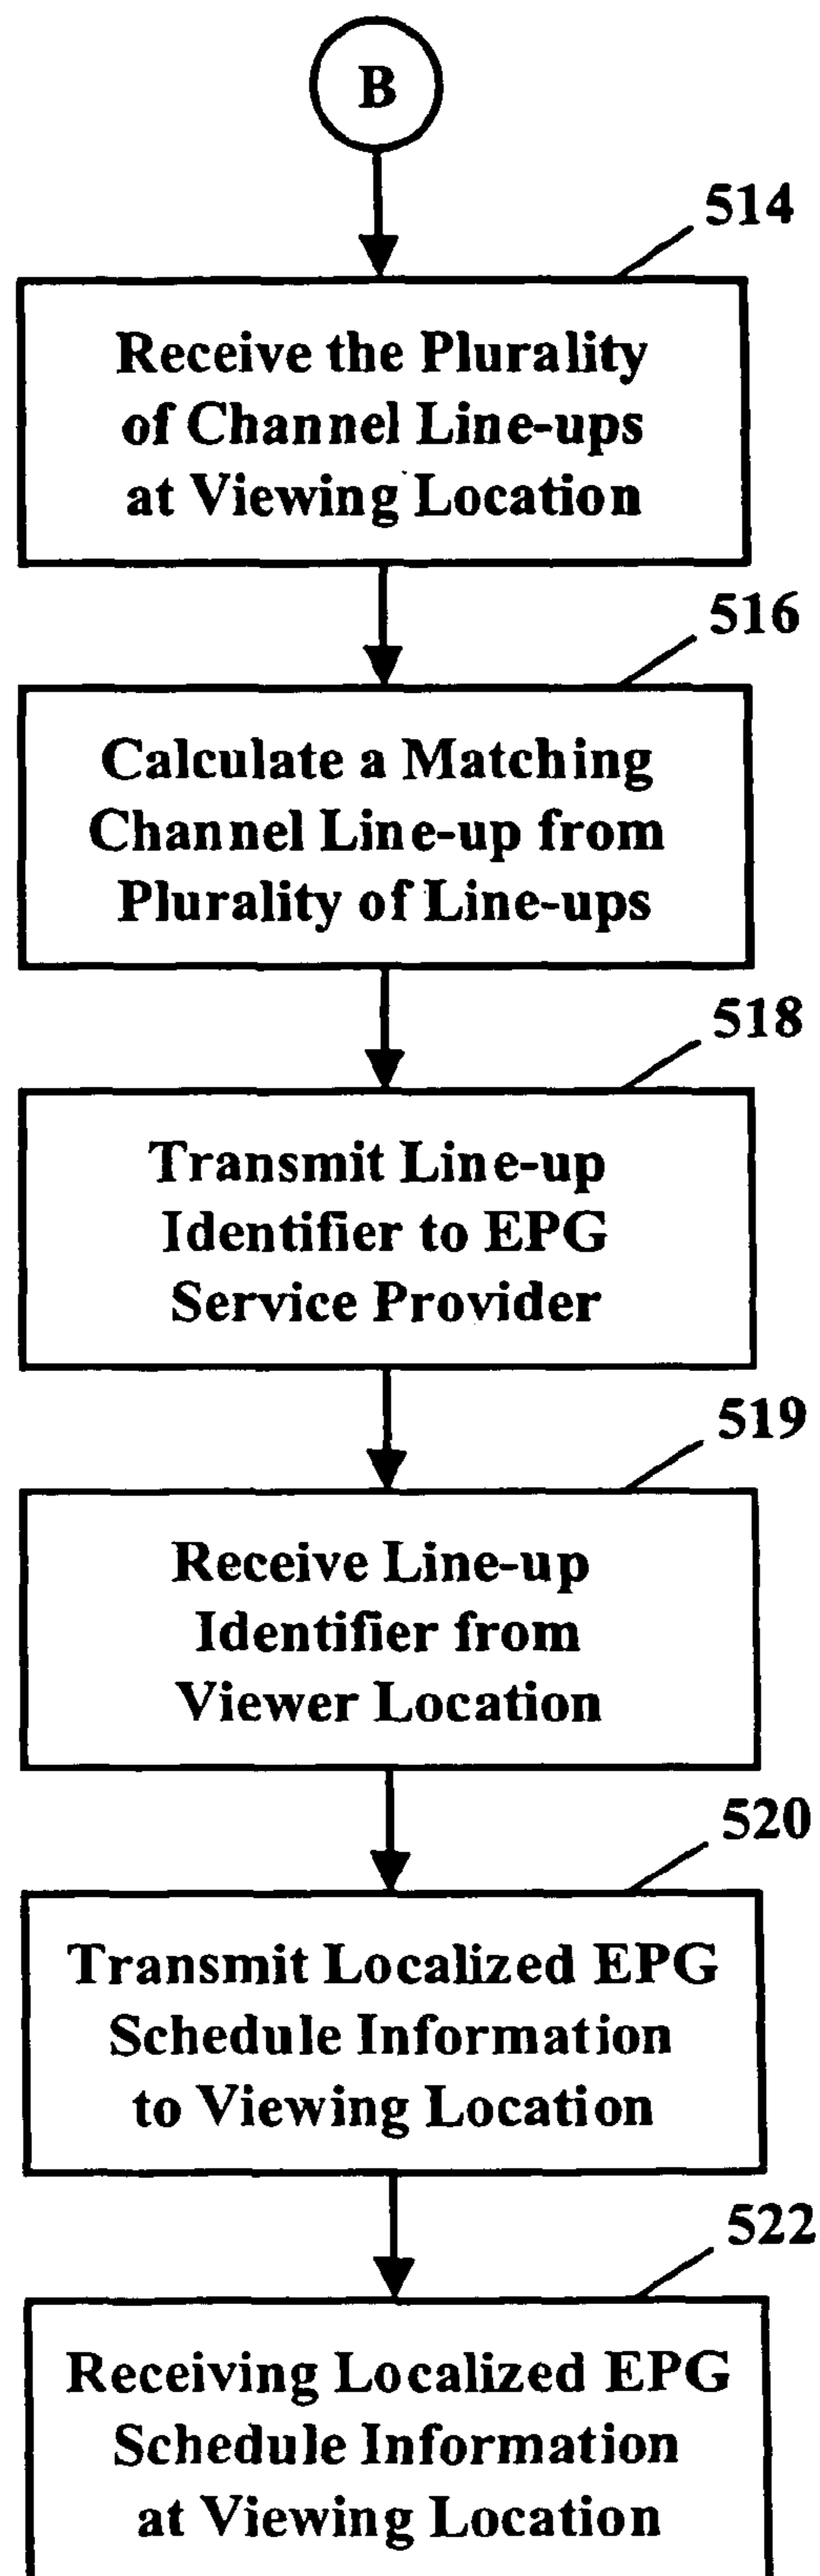 B
514
Receive the Plurality
of Channel Line-ups
at Viewing Location
516
Calculate a Matching
Channel Line-up from
Plurality of Line-ups
518
Transmit Line-up
Identifier to EPG
Service Provider
519
Receive Line-up
Identifier from
Viewer Location
520
Transmit Localized EPG
Schedule Information
to Viewing Location
522
Receiving Localized EPG
Schedule Information
at Viewing Location